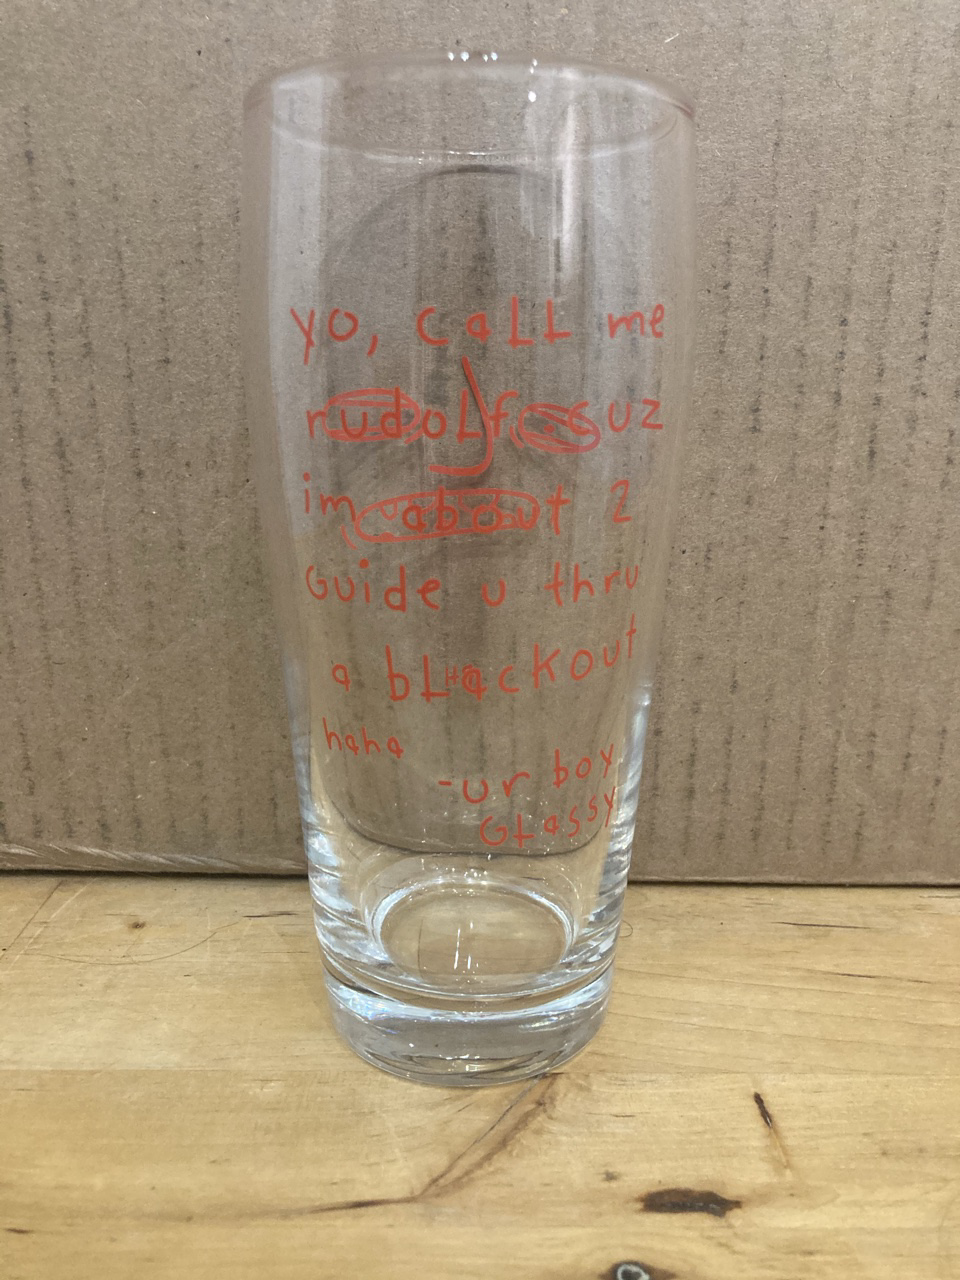 yo, caLL me
rudoLf cuz
im about 2
Guide u thru
a bLackout
haha
-ur boy
GLassy